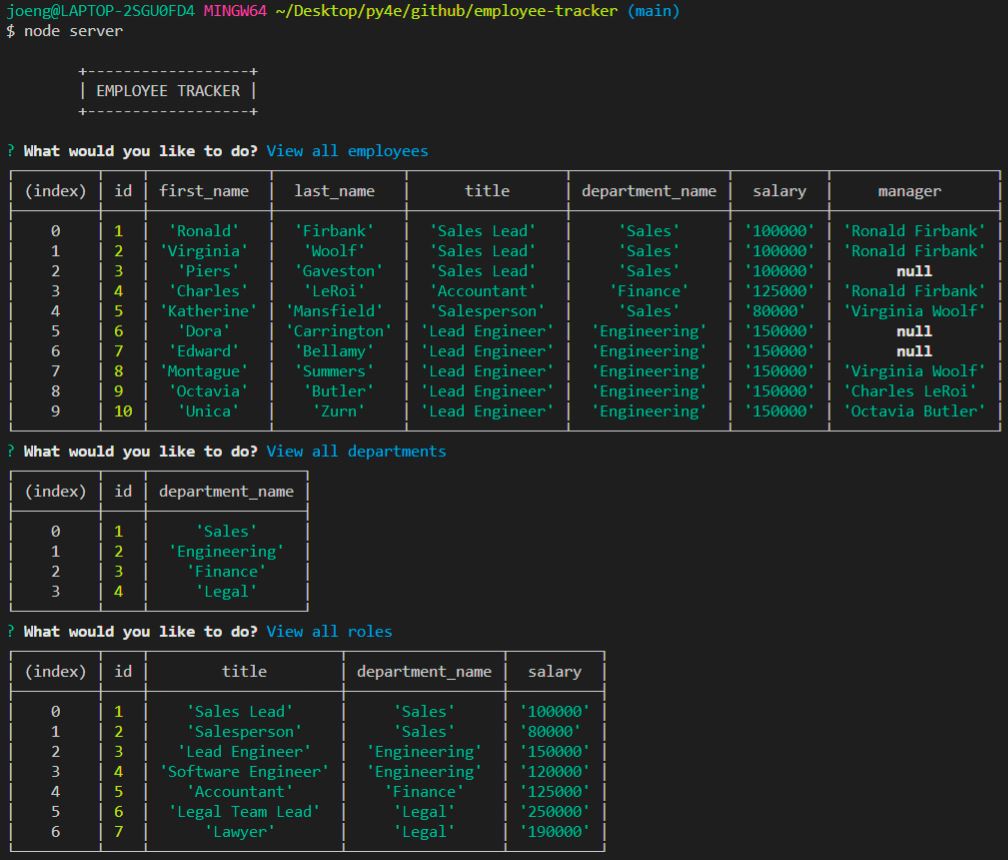 joeng@LAPTOP-2SGU0FD4 MINGW64 ~/Desktop/py4e/github/employee-tracker (main)
$ node server
+------------------+
| EMPLOYEE TRACKER |
+------------------+
? What would you like to do? View all employees
(index) │ id │ first_name │ last_name │ title │ department_name │ salary │ manager
0 │ 1 │ 'Ronald' │ 'Firbank' │ 'Sales Lead' │ 'Sales' │ '100000' │ 'Ronald Firbank'
1 │ 2 │ 'Virginia' │ 'Woolf' │ 'Sales Lead' │ 'Sales' │ '100000' │ 'Ronald Firbank'
2 │ 3 │ 'Piers' │ 'Gaveston' │ 'Sales Lead' │ 'Sales' │ '100000' │ null
3 │ 4 │ 'Charles' │ 'LeRoi' │ 'Accountant' │ 'Finance' │ '125000' │ 'Ronald Firbank'
4 │ 5 │ 'Katherine' │ 'Mansfield' │ 'Salesperson' │ 'Sales' │ '80000' │ 'Virginia Woolf'
5 │ 6 │ 'Dora' │ 'Carrington' │ 'Lead Engineer' │ 'Engineering' │ '150000' │ null
6 │ 7 │ 'Edward' │ 'Bellamy' │ 'Lead Engineer' │ 'Engineering' │ '150000' │ null
7 │ 8 │ 'Montague' │ 'Summers' │ 'Lead Engineer' │ 'Engineering' │ '150000' │ 'Virginia Woolf'
8 │ 9 │ 'Octavia' │ 'Butler' │ 'Lead Engineer' │ 'Engineering' │ '150000' │ 'Charles LeRoi'
9 │ 10 │ 'Unica' │ 'Zurn' │ 'Lead Engineer' │ 'Engineering' │ '150000' │ 'Octavia Butler'
? What would you like to do? View all departments
(index) │ id │ department_name
0 │ 1 │ 'Sales'
1 │ 2 │ 'Engineering'
2 │ 3 │ 'Finance'
3 │ 4 │ 'Legal'
? What would you like to do? View all roles
(index) │ id │ title │ department_name │ salary
0 │ 1 │ 'Sales Lead' │ 'Sales' │ '100000'
1 │ 2 │ 'Salesperson' │ 'Sales' │ '80000'
2 │ 3 │ 'Lead Engineer' │ 'Engineering' │ '150000'
3 │ 4 │ 'Software Engineer' │ 'Engineering' │ '120000'
4 │ 5 │ 'Accountant' │ 'Finance' │ '125000'
5 │ 6 │ 'Legal Team Lead' │ 'Legal' │ '250000'
6 │ 7 │ 'Lawyer' │ 'Legal' │ '190000'